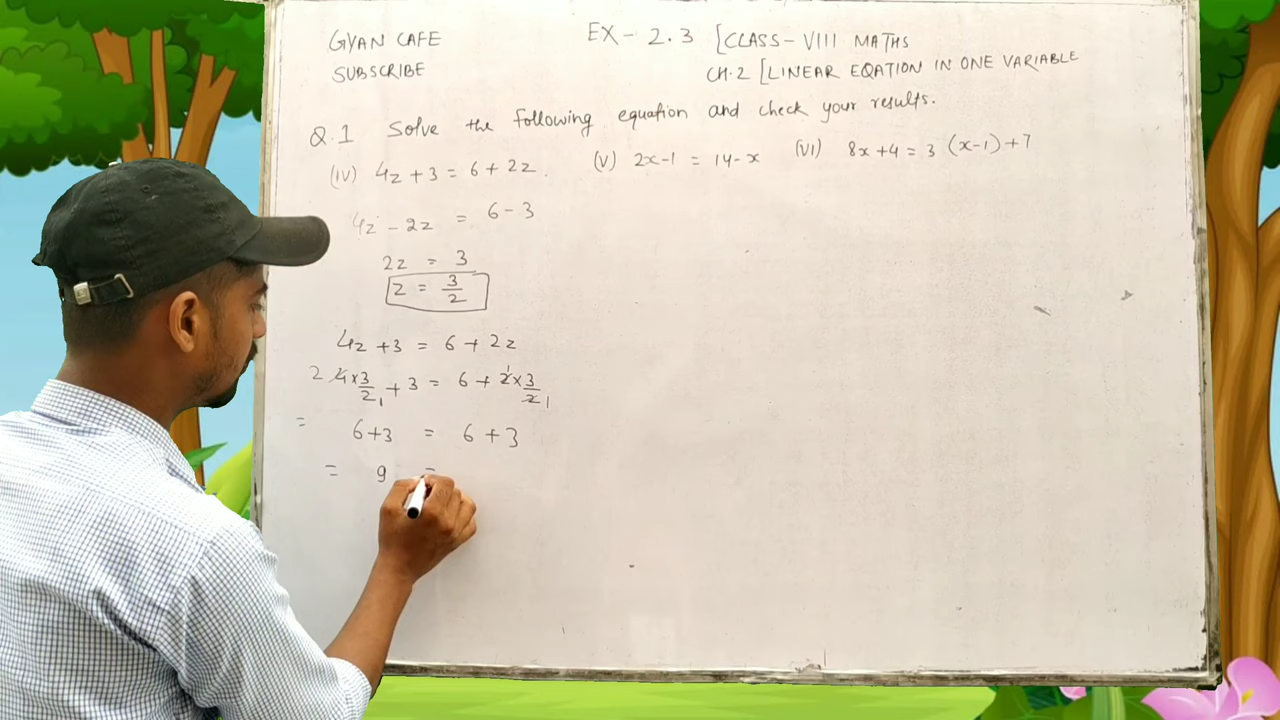 GYAN CAFE
SUBSCRIBE
EX - 2.3 [CLASS - VIII MATHS
CH.2 [LINEAR EQATION IN ONE VARIABLE
Q.1 Solve the following equation and check your results.
(IV) 4z + 3 = 6 + 2z. (V) 2x-1 = 14-x (VI) 8x+4 = 3 (x-1)+7
4z - 2z = 6-3
2z = 3
z = 3/2
4z +3 = 6 + 2z
2 4×3/2 1 + 3 = 6 + 2 1×3/2 1
= 6+3 = 6 +3
= 9 =